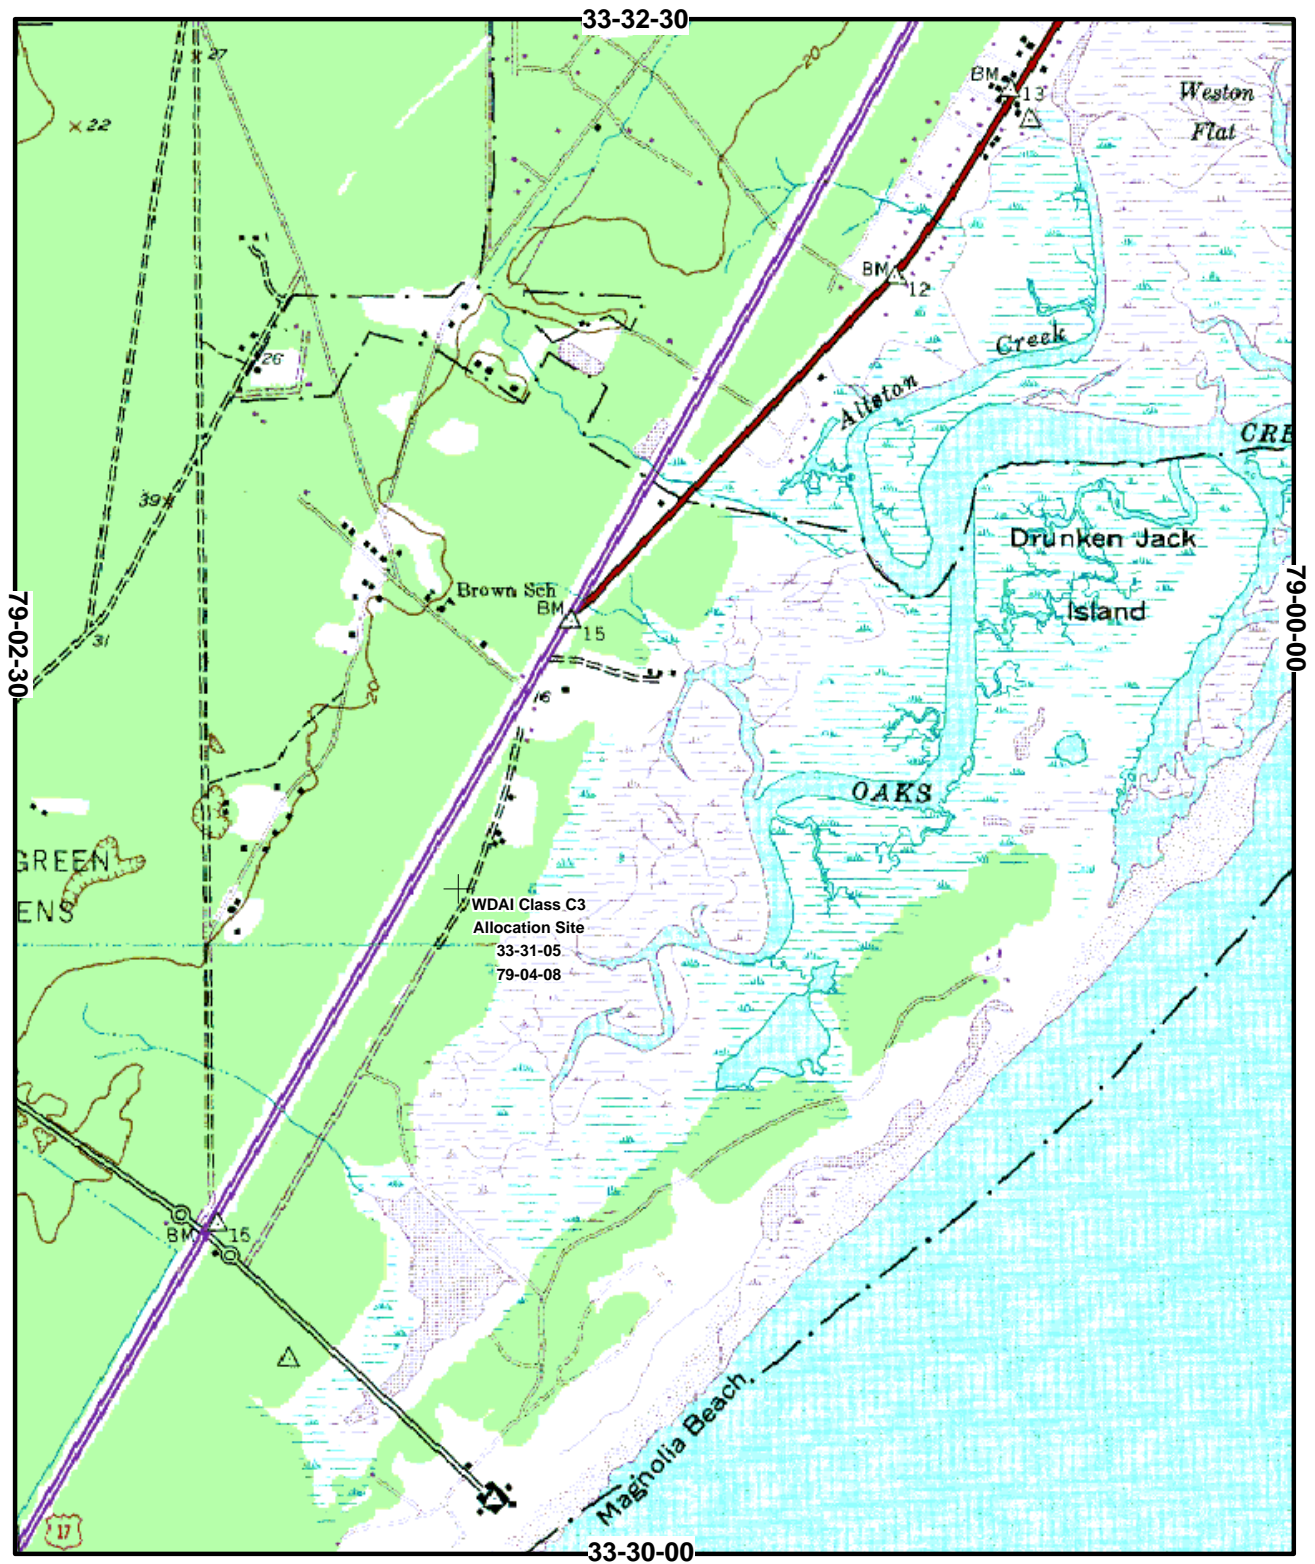 33-32-30
27
20
BM
13
Weston
Flat
22
BM
12
Creek
Allston
26
CRE
39
Drunken Jack
Island
Brown Sch
BM
15
79-02-30
79-00-00
31
20
16
OAKS
GREEN
ENS
WDAI Class C3
Allocation Site
33-31-05
79-04-08
BM
16
Magnolia Beach
17
33-30-00